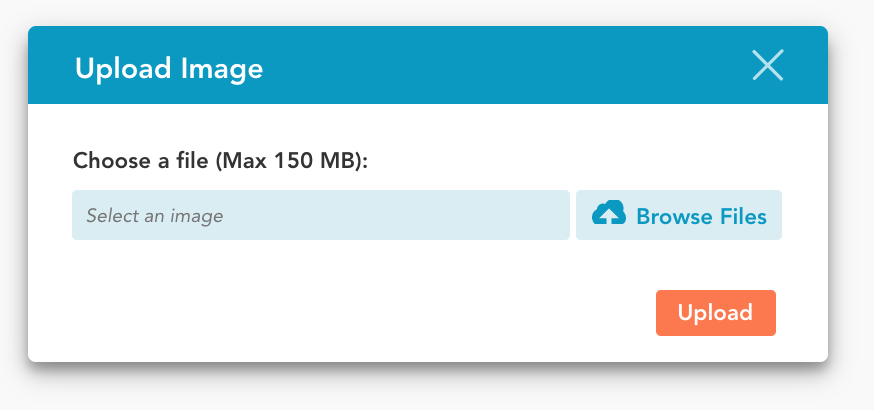 Upload Image
Choose a file (Max 150 MB):
Select an image
Browse Files
Upload